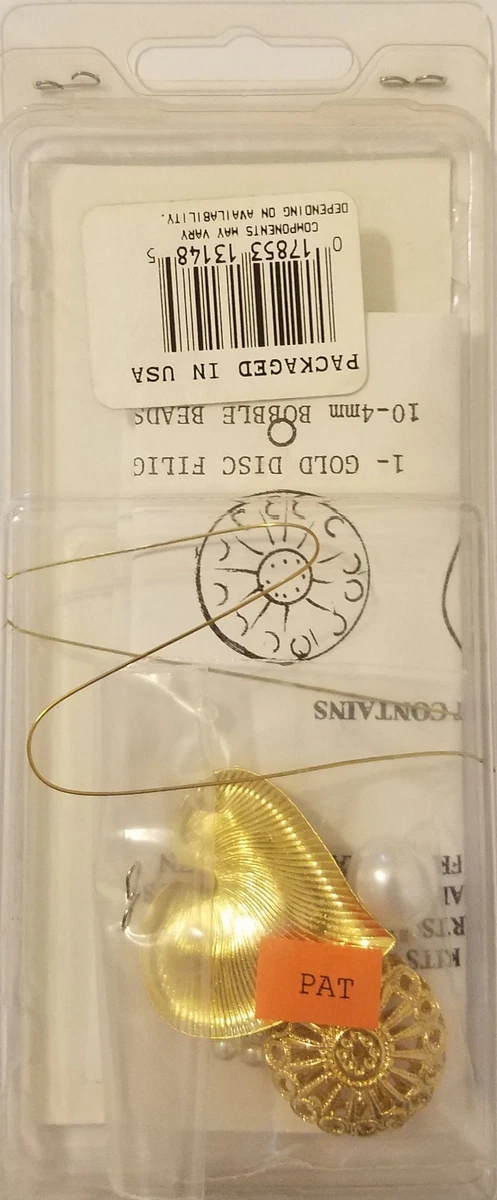 KITS
CONTAINS
1- GOLD DISC FILIG
10-4mm BOBBLE BEADS
PACKAGED IN USA
0 17853 13148 5
COMPONENTS MAY VARY
DEPENDING ON AVAILABILITY.
PAT